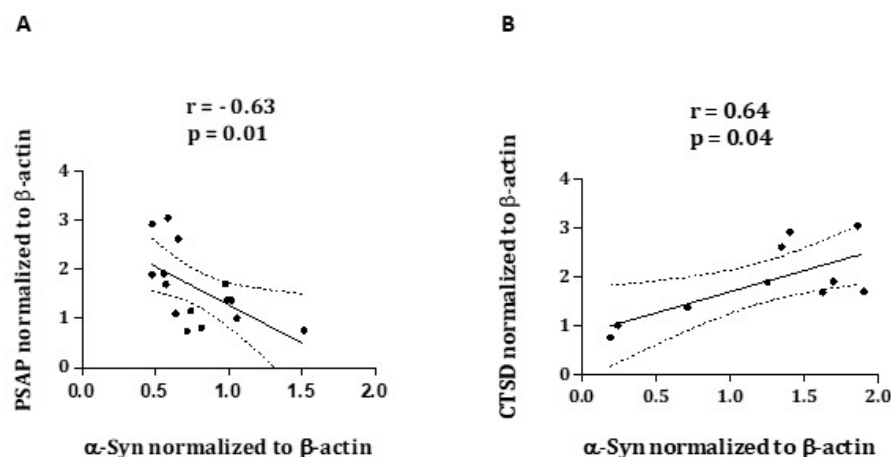 A
r = - 0.63
p = 0.01
PSAP normalized to β-actin
4
3
2
1
0
0.0 0.5 1.0 1.5 2.0
α-Syn normalized to β-actin
B
r = 0.64
p = 0.04
CTSD normalized to β-actin
4
3
2
1
0
0.0 0.5 1.0 1.5 2.0
α-Syn normalized to β-actin